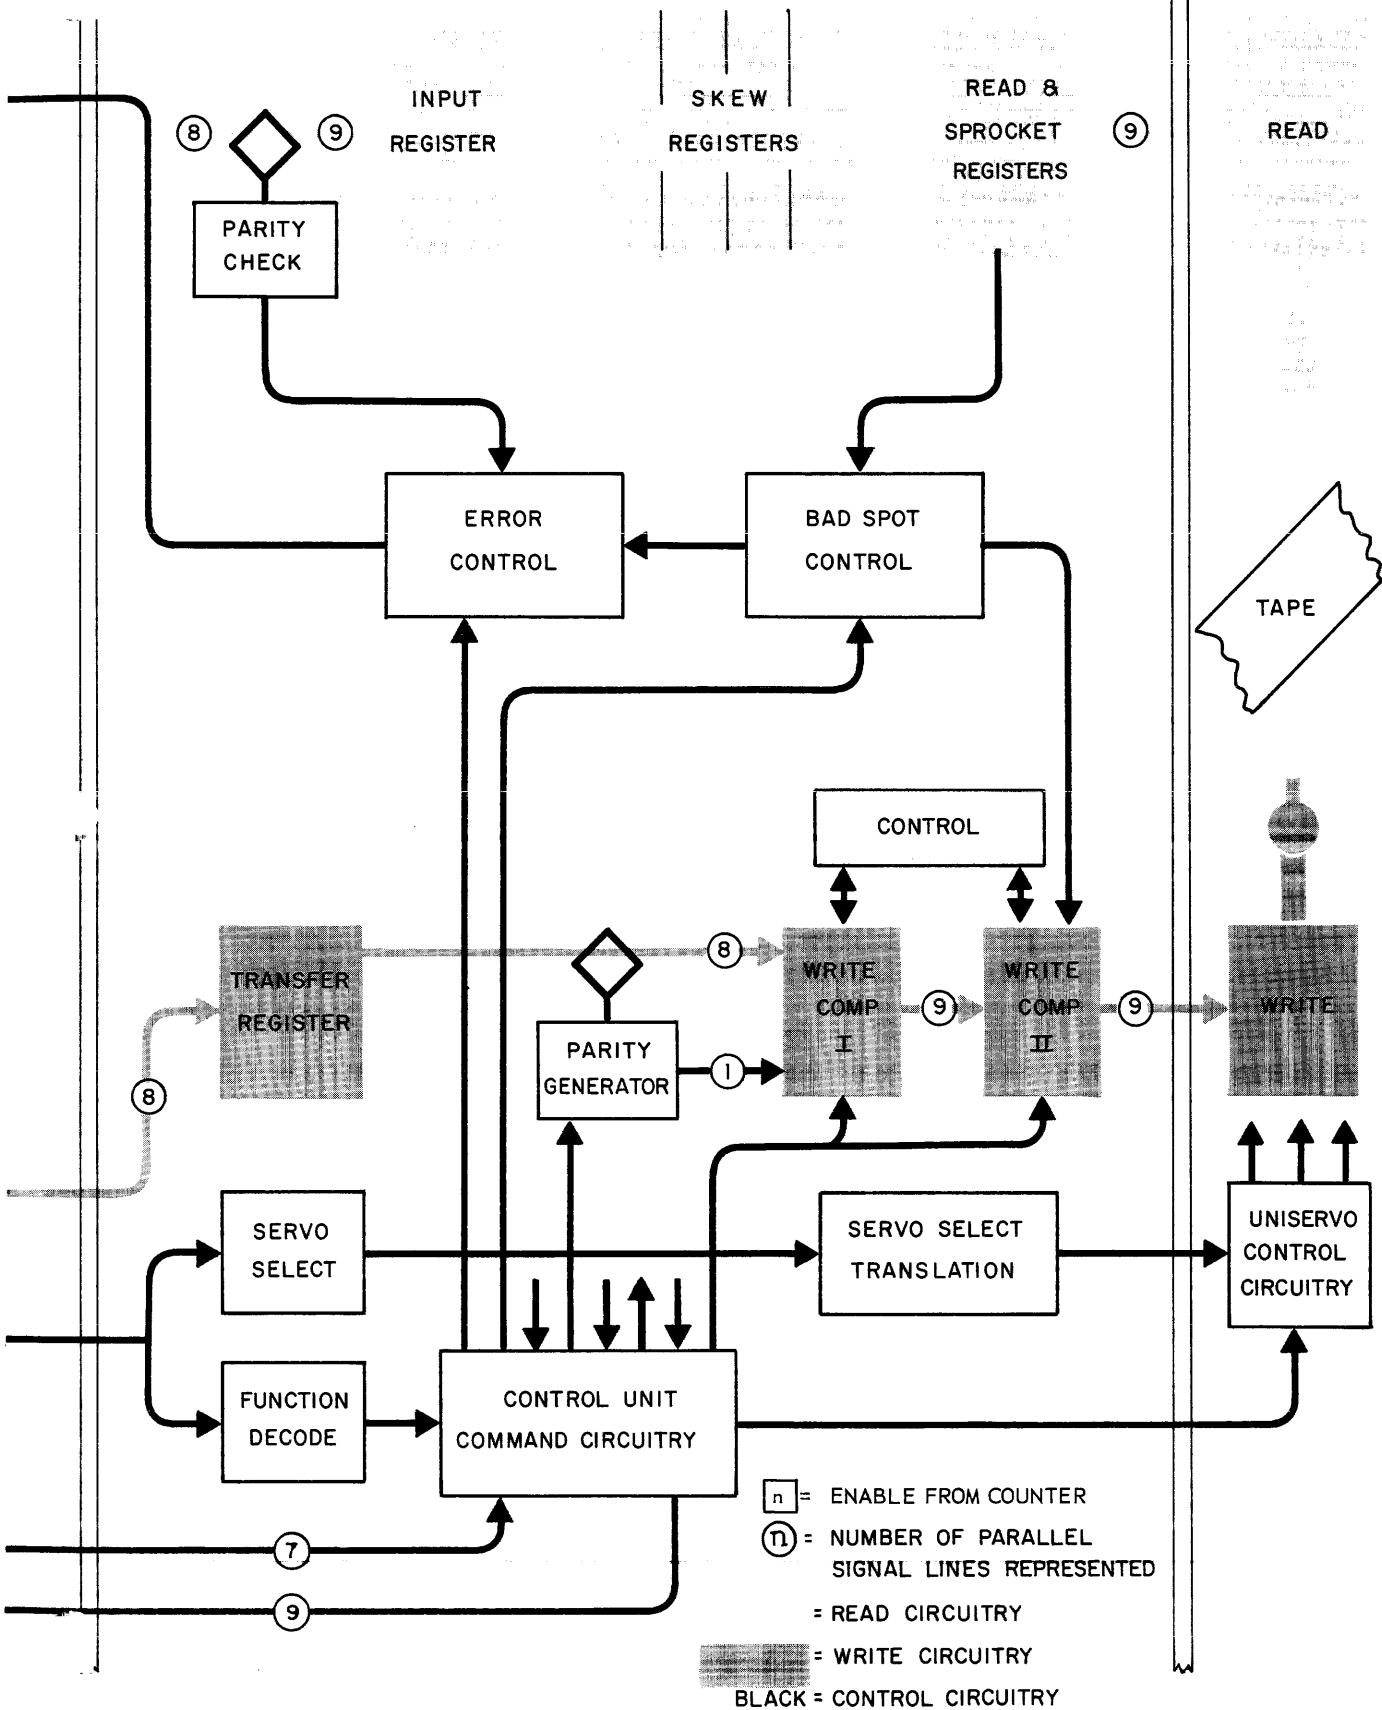 INPUT
REGISTER
SKEW
REGISTERS
READ &
SPROCKET
REGISTERS
READ
8
9
9
PARITY
CHECK
ERROR
CONTROL
BAD SPOT
CONTROL
TAPE
CONTROL
TRANSFER
REGISTER
8
WRITE
COMP
I
9
WRITE
COMP
II
9
WRITE
PARITY
GENERATOR
1
8
SERVO
SELECT
SERVO SELECT
TRANSLATION
UNISERVO
CONTROL
CIRCUITRY
FUNCTION
DECODE
CONTROL UNIT
COMMAND CIRCUITRY
7
9
n = ENABLE FROM COUNTER
n = NUMBER OF PARALLEL
SIGNAL LINES REPRESENTED
= READ CIRCUITRY
= WRITE CIRCUITRY
BLACK = CONTROL CIRCUITRY